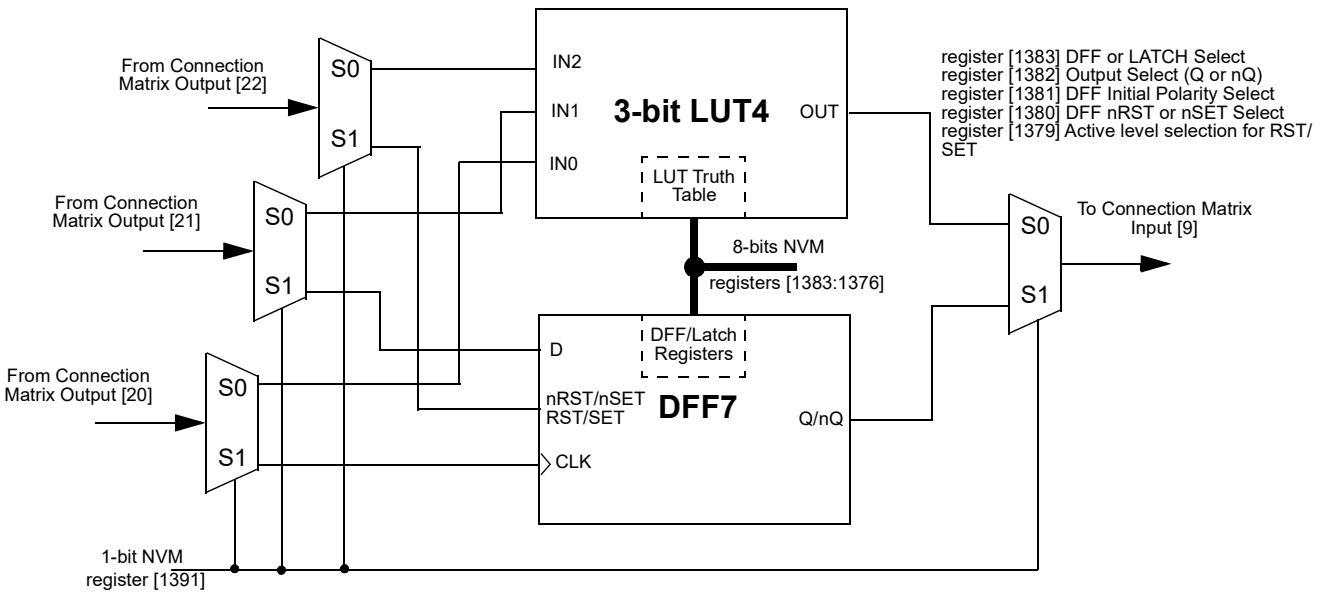 From Connection
Matrix Output [22]
S0
S1
From Connection
Matrix Output [21]
S0
S1
From Connection
Matrix Output [20]
S0
S1
1-bit NVM
register [1391]
IN2
IN1
IN0
3-bit LUT4
OUT
LUT Truth
Table
8-bits NVM
registers [1383:1376]
DFF/Latch
Registers
D
nRST/nSET
RST/SET
CLK
DFF7
Q/nQ
register [1383] DFF or LATCH Select
register [1382] Output Select (Q or nQ)
register [1381] DFF Initial Polarity Select
register [1380] DFF nRST or nSET Select
register [1379] Active level selection for RST/
SET
S0
S1
To Connection Matrix
Input [9]